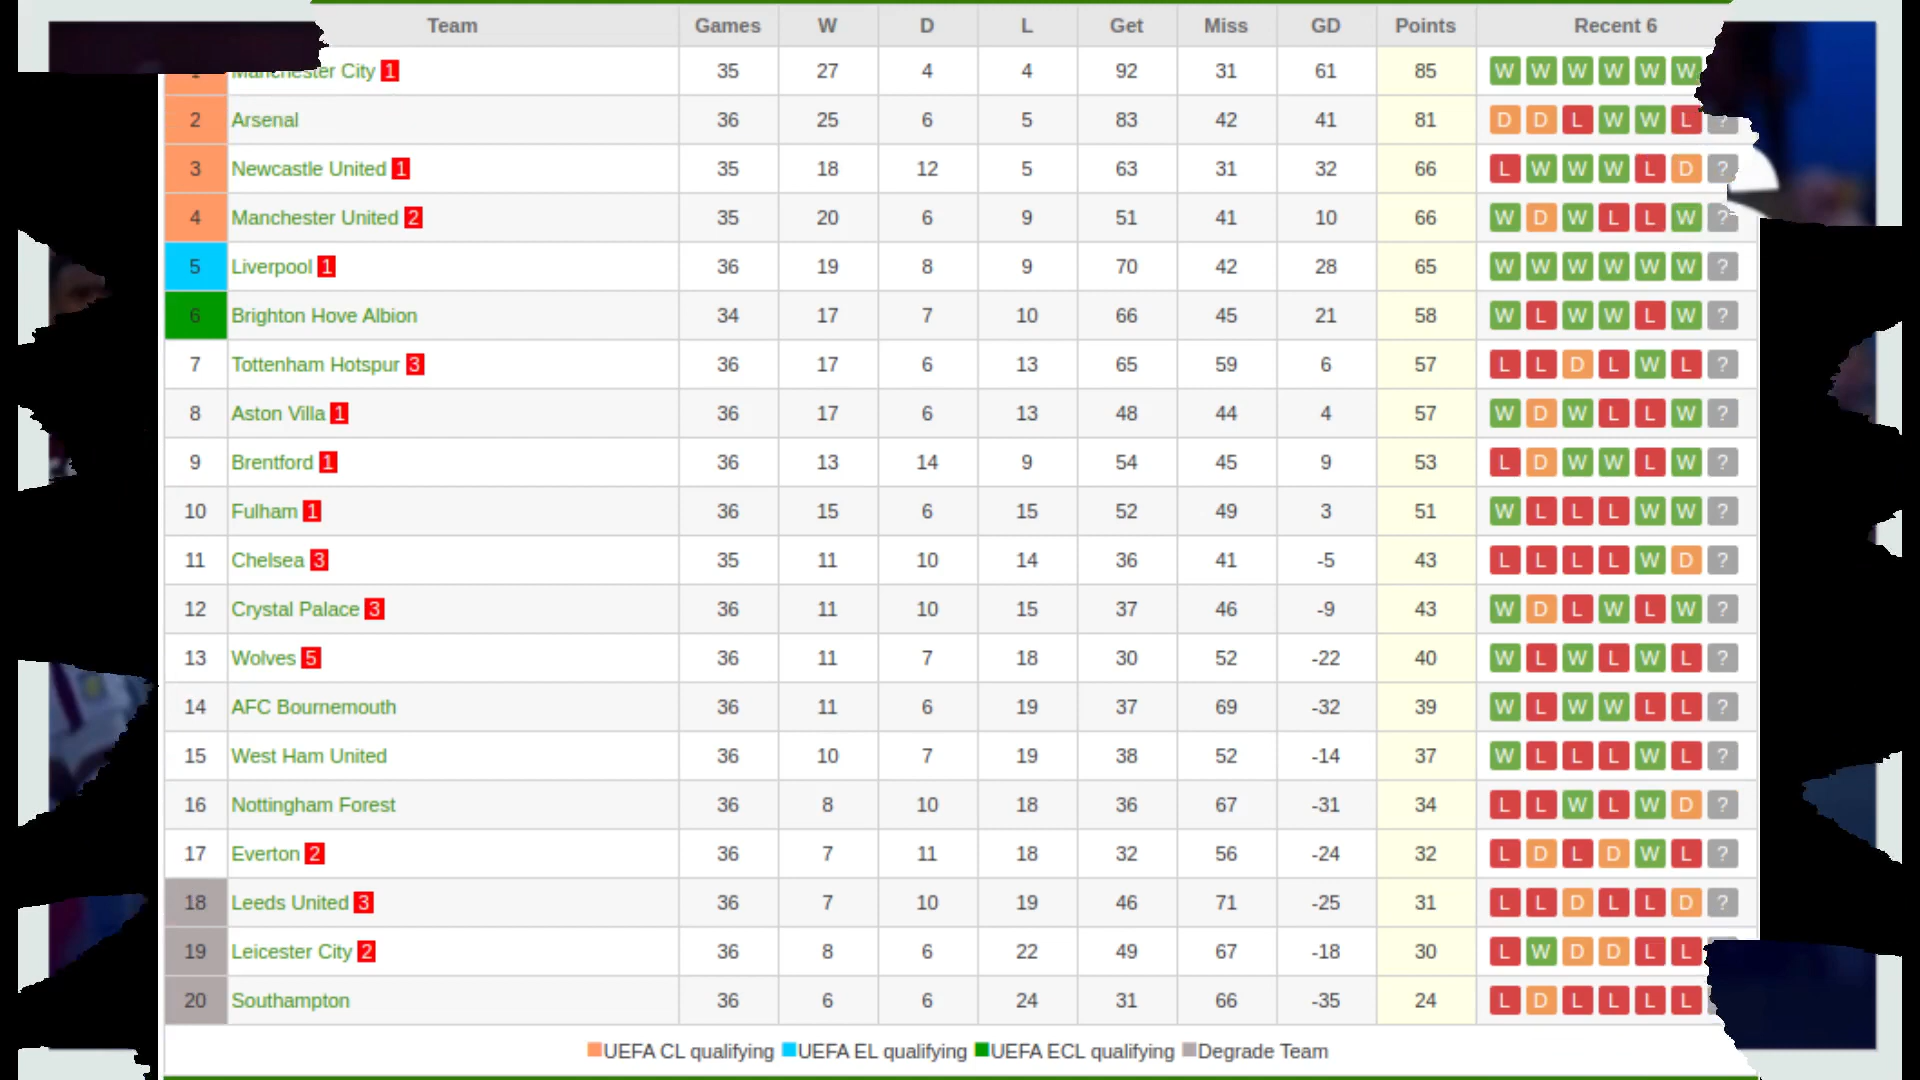 Team Games W D L Get Miss GD Points Recent 6
1 Manchester City 1 35 27 4 4 92 31 61 85 W W W W W W
2 Arsenal 36 25 6 5 83 42 41 81 D D L W W L ?
3 Newcastle United 1 35 18 12 5 63 31 32 66 L W W W L D ?
4 Manchester United 2 35 20 6 9 51 41 10 66 W D W L L W ?
5 Liverpool 1 36 19 8 9 70 42 28 65 W W W W W W ?
6 Brighton Hove Albion 34 17 7 10 66 45 21 58 W L W W L W ?
7 Tottenham Hotspur 3 36 17 6 13 65 59 6 57 L L D L W L ?
8 Aston Villa 1 36 17 6 13 48 44 4 57 W D W L L W ?
9 Brentford 1 36 13 14 9 54 45 9 53 L D W W L W ?
10 Fulham 1 36 15 6 15 52 49 3 51 W L L L W W ?
11 Chelsea 3 35 11 10 14 36 41 -5 43 L L L L W D ?
12 Crystal Palace 3 36 11 10 15 37 46 -9 43 W D L W L W ?
13 Wolves 5 36 11 7 18 30 52 -22 40 W L W L W L ?
14 AFC Bournemouth 36 11 6 19 37 69 -32 39 W L W W L L ?
15 West Ham United 36 10 7 19 38 52 -14 37 W L L L W L ?
16 Nottingham Forest 36 8 10 18 36 67 -31 34 L L W L W D ?
17 Everton 2 36 7 11 18 32 56 -24 32 L D L D W L ?
18 Leeds United 3 36 7 10 19 46 71 -25 31 L L D L L D ?
19 Leicester City 2 36 8 6 22 49 67 -18 30 L W D D L L
20 Southampton 36 6 6 24 31 66 -35 24 L D L L L L
UEFA CL qualifying UEFA EL qualifying UEFA ECL qualifying Degrade Team